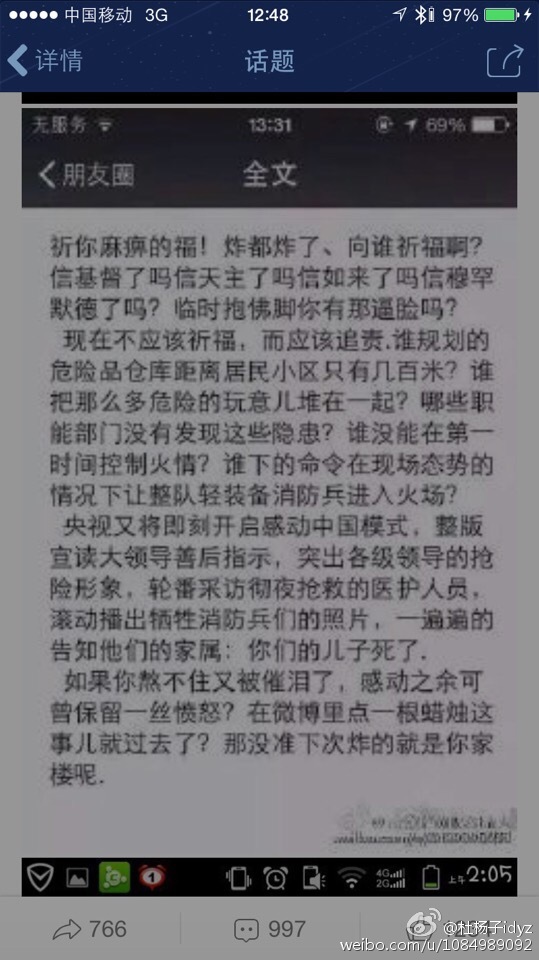 中国移动 3G 12:48 97%
详情 话题
无服务 13:31 69%
朋友圈 全文
祈你麻痹的福！炸都炸了、向谁祈福啊？
信基督了吗信天主了吗信如来了吗信穆罕
默德了吗？临时抱佛脚你有那逼脸吗？
现在不应该祈福，而应该追责.谁规划的
危险品仓库距离居民小区只有几百米？谁
把那么多危险的玩意儿堆在一起？哪些职
能部门没有发现这些隐患？谁没能在第一
时间控制火情？谁下的命令在现场态势的
情况下让整队轻装备消防兵进入火场？
央视又将即刻开启感动中国模式，整版
宣读大领导善后指示，突出各级领导的抢
险形象，轮番采访彻夜抢救的医护人员，
滚动播出牺牲消防兵们的照片，一遍遍的
告知他们的家属：你们的儿子死了.
如果你熬不住又被催泪了，感动之余可
曾保留一丝愤怒？在微博里点一根蜡烛这
事儿就过去了？那没准下次炸的就是你家
楼呢.
1 4G 2G 上午2:05
766 997
@杜杨子idyz
weibo.com/u/1084989092